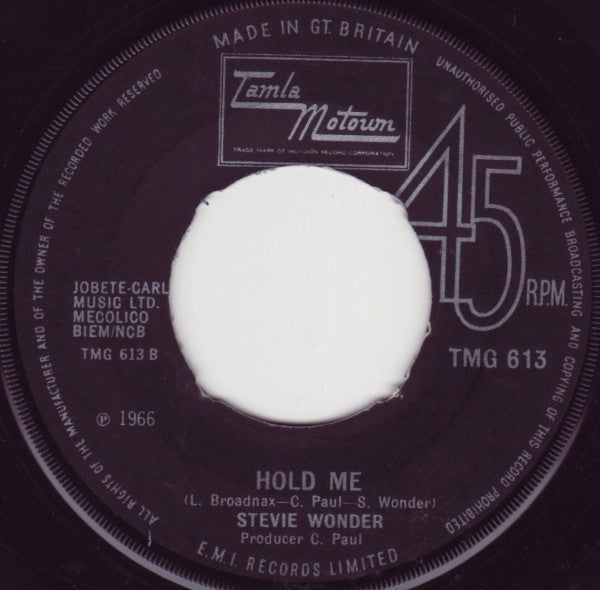 MADE IN GT. BRITAIN
UNAUTHORISED PUBLIC PERFORMANCE BROADCASTING AND COPYING OF THIS RECORD PROHIBITED
ALL RIGHTS OF THE MANUFACTURER AND OF THE OWNER OF THE RECORDED WORK RESERVED
Tamla
Motown
TRADE MARK OF MOTOWN RECORD CORPORATION
45
R.P.M.
JOBETE-CARL
MUSIC LTD.
MECOLICO
BIEM/NCB
TMG 613 B
TMG 613
℗ 1966
HOLD ME
(L. Broadnax—C. Paul—S. Wonder)
STEVIE WONDER
Producer C. Paul
E.M.I. RECORDS LIMITED